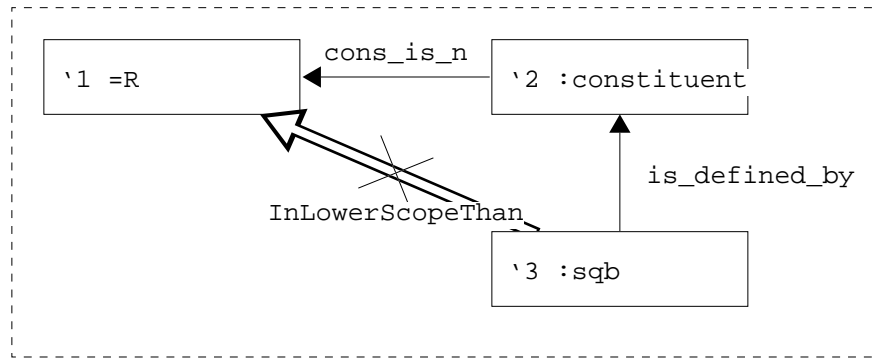 cons_is_n
‵1 =R
‵2 :constituent
is_defined_by
InLowerScopeThan
‵3 :sqb